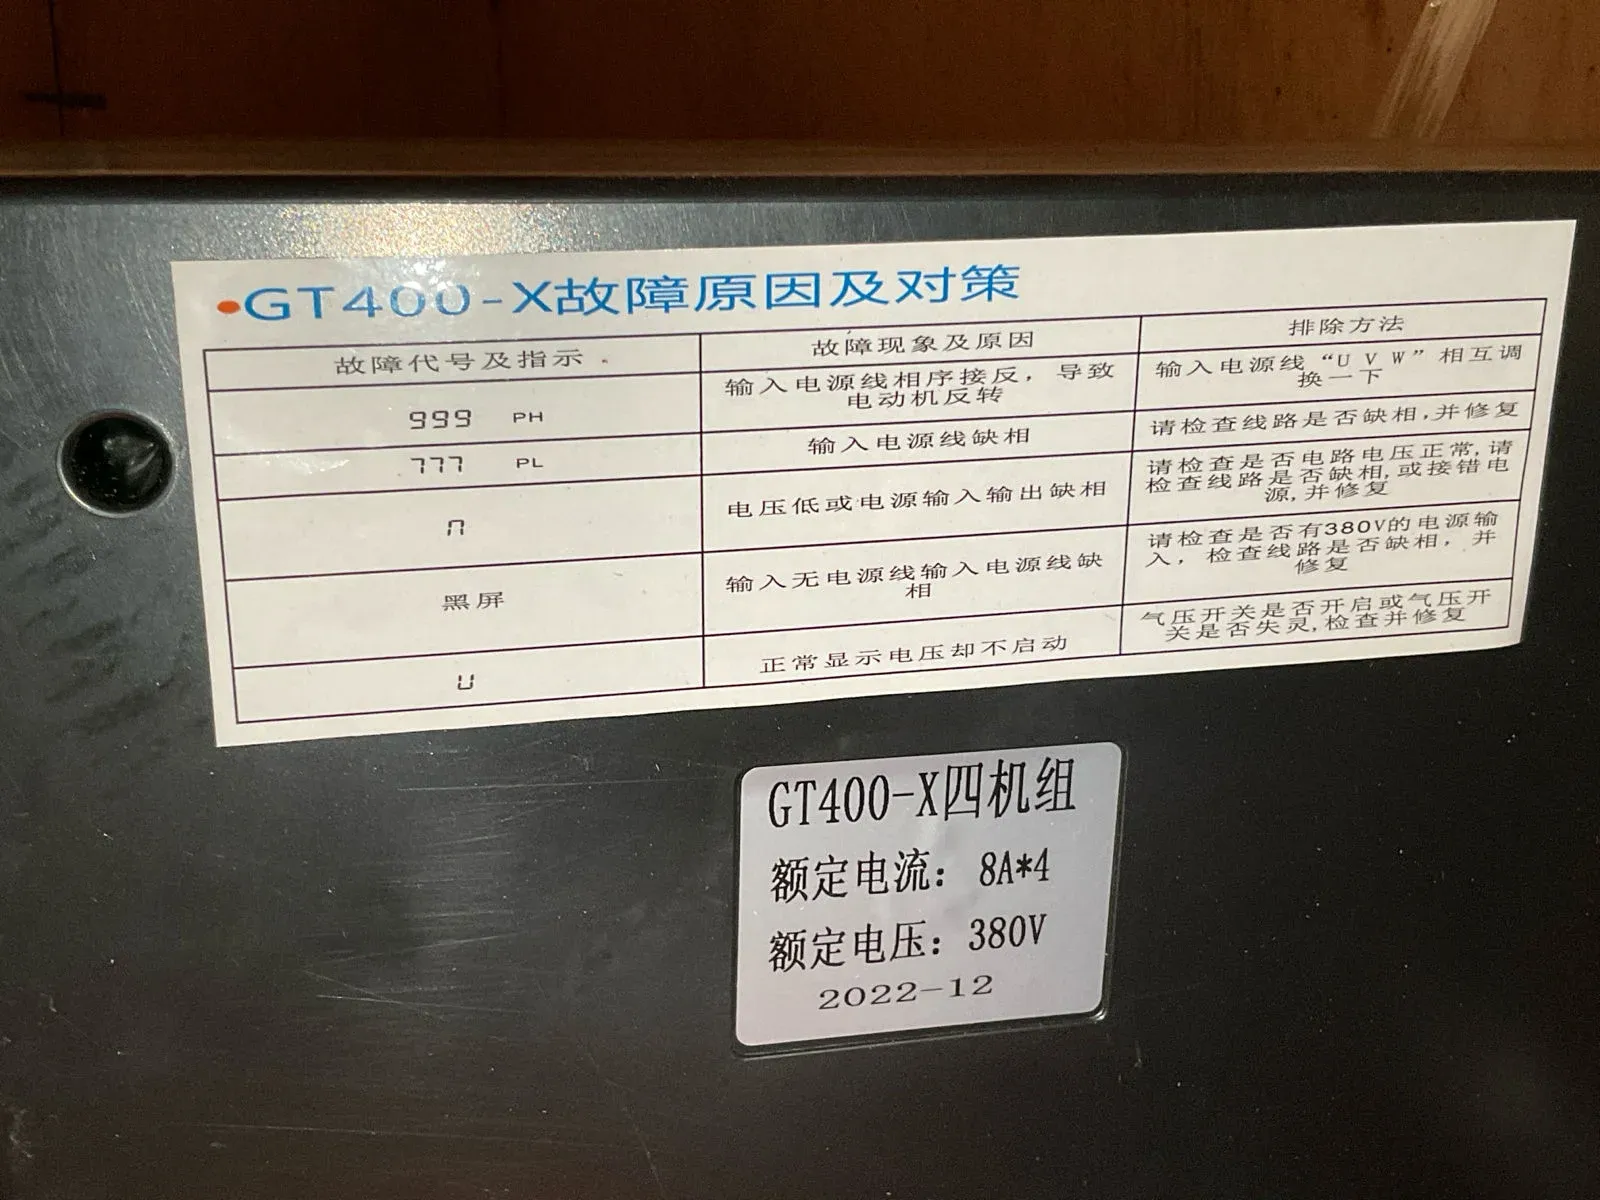 •GT400-X故障原因及对策
故障代号及指示
故障现象及原因
排除方法
999 PH
输入电源线相序接反，导致
电动机反转
输入电源线“U V W”相互调
换一下
777 PL
输入电源线缺相
请检查线路是否缺相,并修复
电压低或电源输入输出缺相
请检查是否电路电压正常,请
检查线路是否缺相,或接错电
源,并修复
黑屏
输入无电源线输入电源线缺
相
请检查是否有380V的电源输
入，检查线路是否缺相，并
修复
U
正常显示电压却不启动
气压开关是否开启或气压开
关是否失灵,检查并修复
GT400-X四机组
额定电流：8A*4
额定电压：380V
2022-12